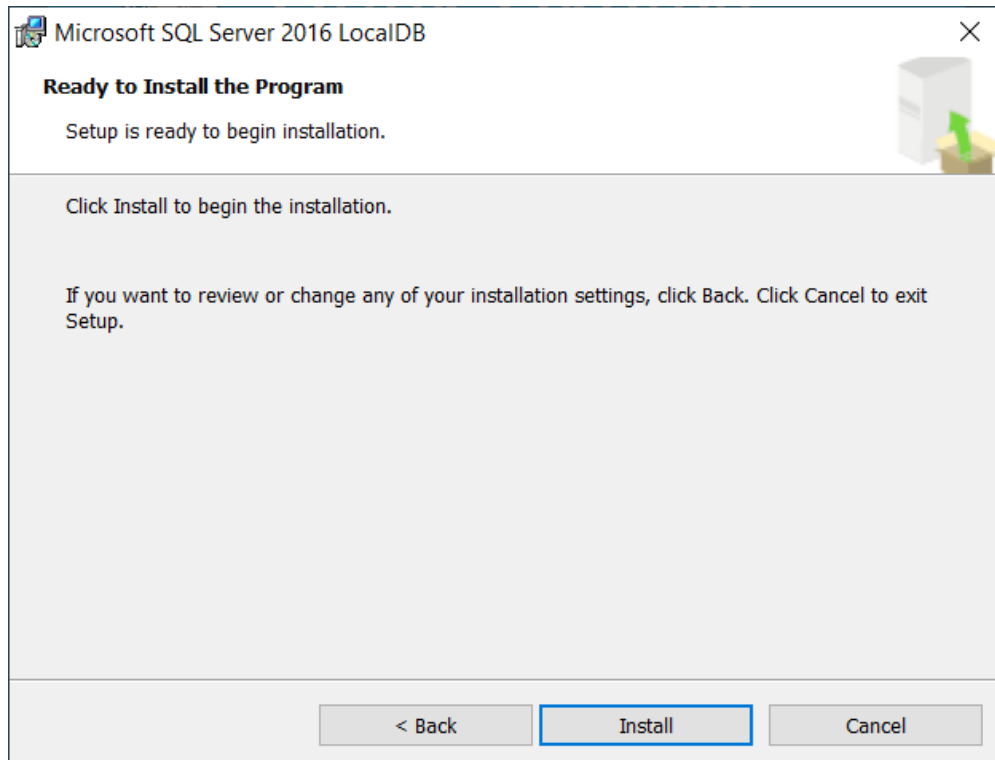 Microsoft SQL Server 2016 LocalDB
Ready to Install the Program
Setup is ready to begin installation.
Click Install to begin the installation.
If you want to review or change any of your installation settings, click Back. Click Cancel to exit
Setup.
< Back Install Cancel